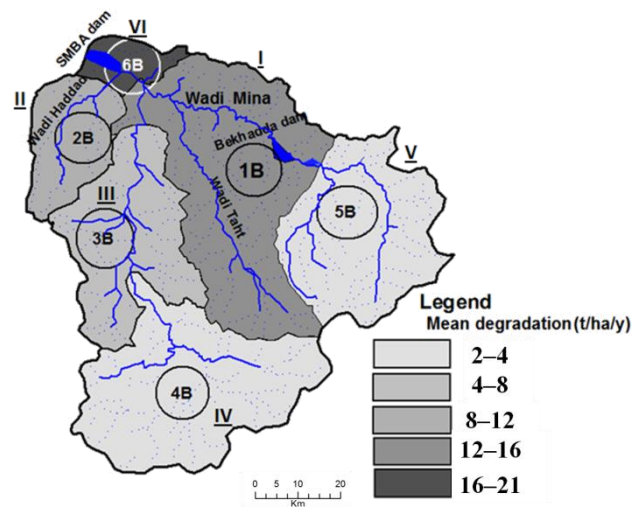 SMBA dam
VI
6B
I
II
Wadi Haddad
Wadi Mina
Bekhadda dam
2B
1B
V
III
Wadi Taht
5B
3B
Legend
Mean degradation (t/ha/y)
2–4
4–8
4B
8–12
IV
12–16
0 5 10 20
Km
16–21